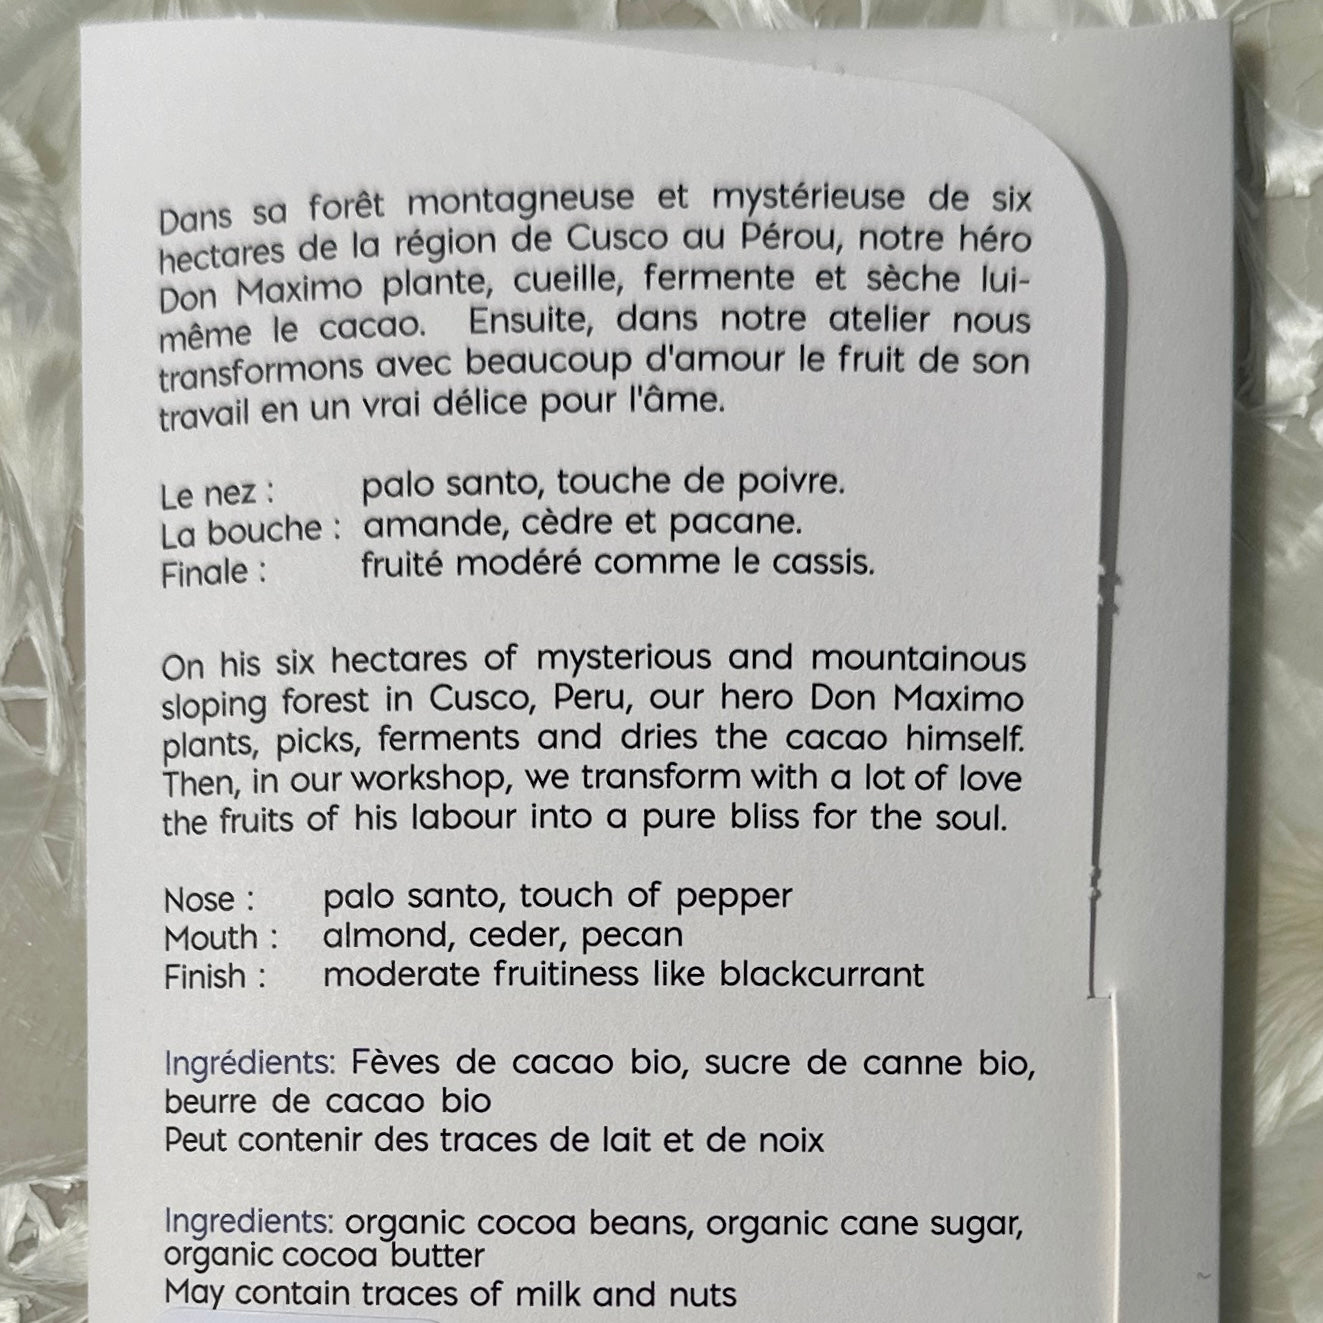 Dans sa forêt montagneuse et mystérieuse de six
hectares de la région de Cusco au Pérou, notre héro
Don Maximo plante, cueille, fermente et sèche lui-
même le cacao. Ensuite, dans notre atelier nous
transformons avec beaucoup d'amour le fruit de son
travail en un vrai délice pour l'âme.
Le nez : palo santo, touche de poivre.
La bouche : amande, cèdre et pacane.
Finale : fruité modéré comme le cassis.
On his six hectares of mysterious and mountainous
sloping forest in Cusco, Peru, our hero Don Maximo
plants, picks, ferments and dries the cacao himself.
Then, in our workshop, we transform with a lot of love
the fruits of his labour into a pure bliss for the soul.
Nose : palo santo, touch of pepper
Mouth : almond, ceder, pecan
Finish : moderate fruitiness like blackcurrant
Ingrédients: Fèves de cacao bio, sucre de canne bio,
beurre de cacao bio
Peut contenir des traces de lait et de noix
Ingredients: organic cocoa beans, organic cane sugar,
organic cocoa butter
May contain traces of milk and nuts